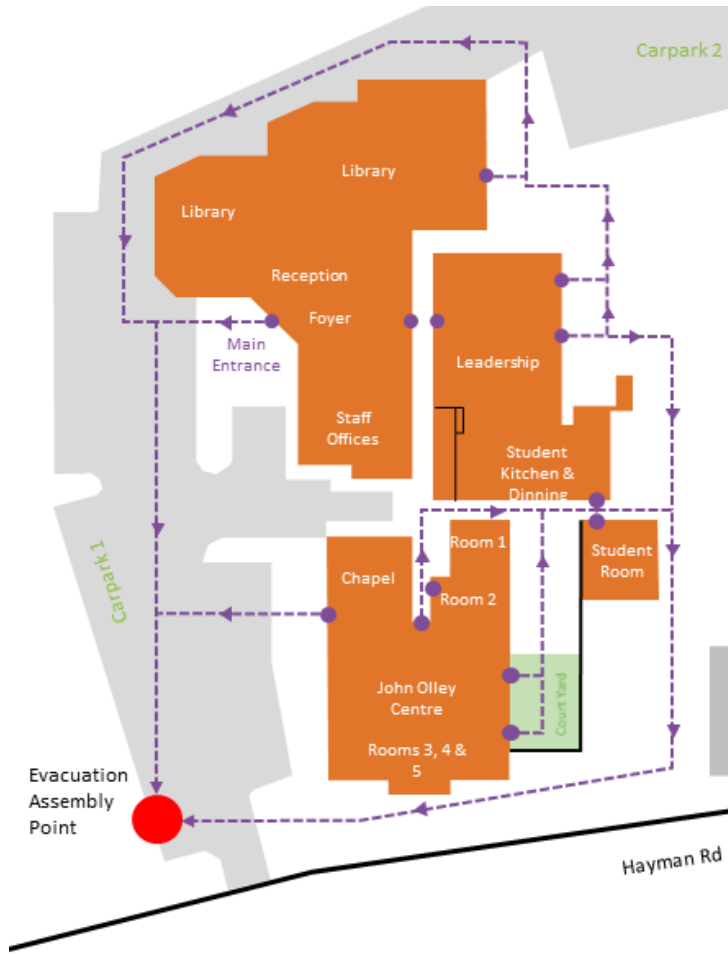 Carpark 2
Library
Library
Reception
Foyer
Main
Entrance
Leadership
Staff
Offices
Student
Kitchen &
Dinning
Room 1
Student
Room
Chapel
Room 2
Carpark 1
John Olley
Centre
Court Yard
Rooms 3, 4 &
5
Evacuation
Assembly
Point
Hayman Rd